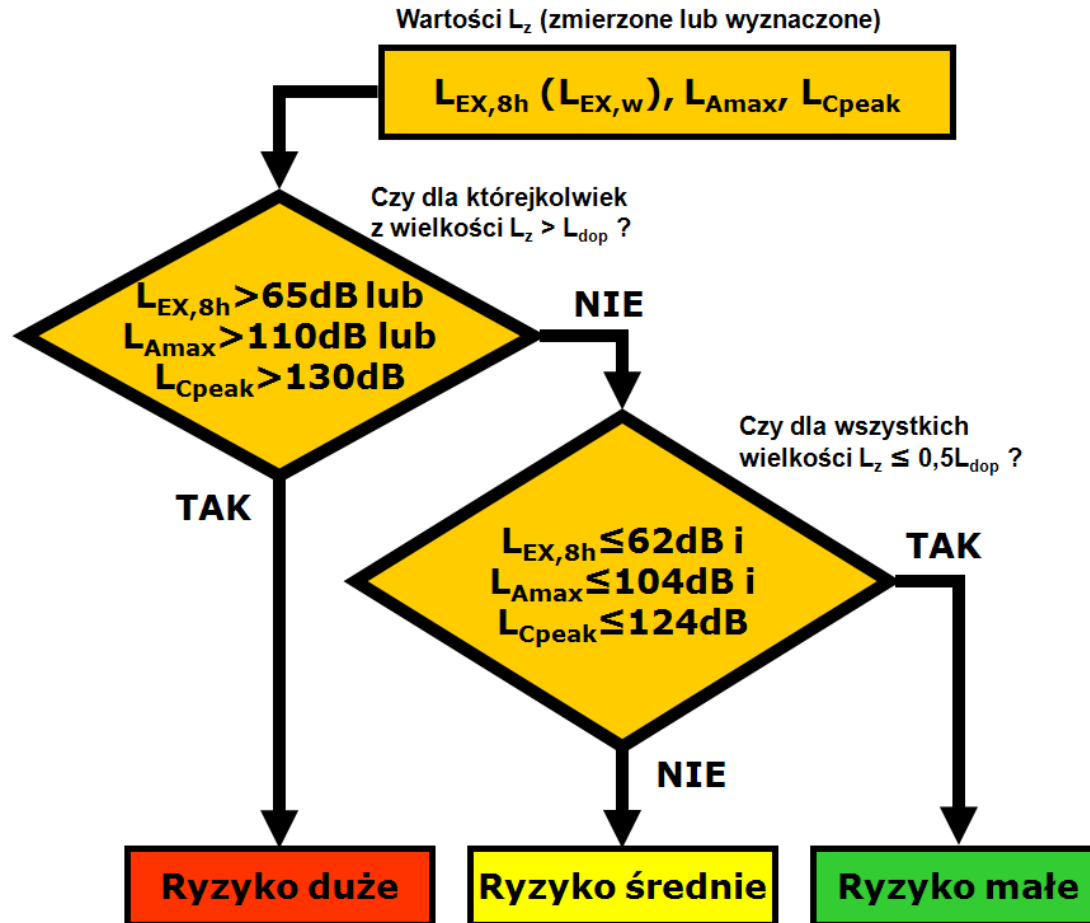 Wartości Lz (zmierzone lub wyznaczone)
LEX,8h (LEX,w), LAmax, LCpeak
Czy dla którejkolwiek
z wielkości Lz > Ldop ?
LEX,8h>65dB lub
LAmax>110dB lub
LCpeak>130dB
NIE
TAK
Czy dla wszystkich
wielkości Lz ≤ 0,5Ldop ?
LEX,8h≤62dB i
LAmax≤104dB i
LCpeak≤124dB
TAK
NIE
Ryzyko duże
Ryzyko średnie
Ryzyko małe